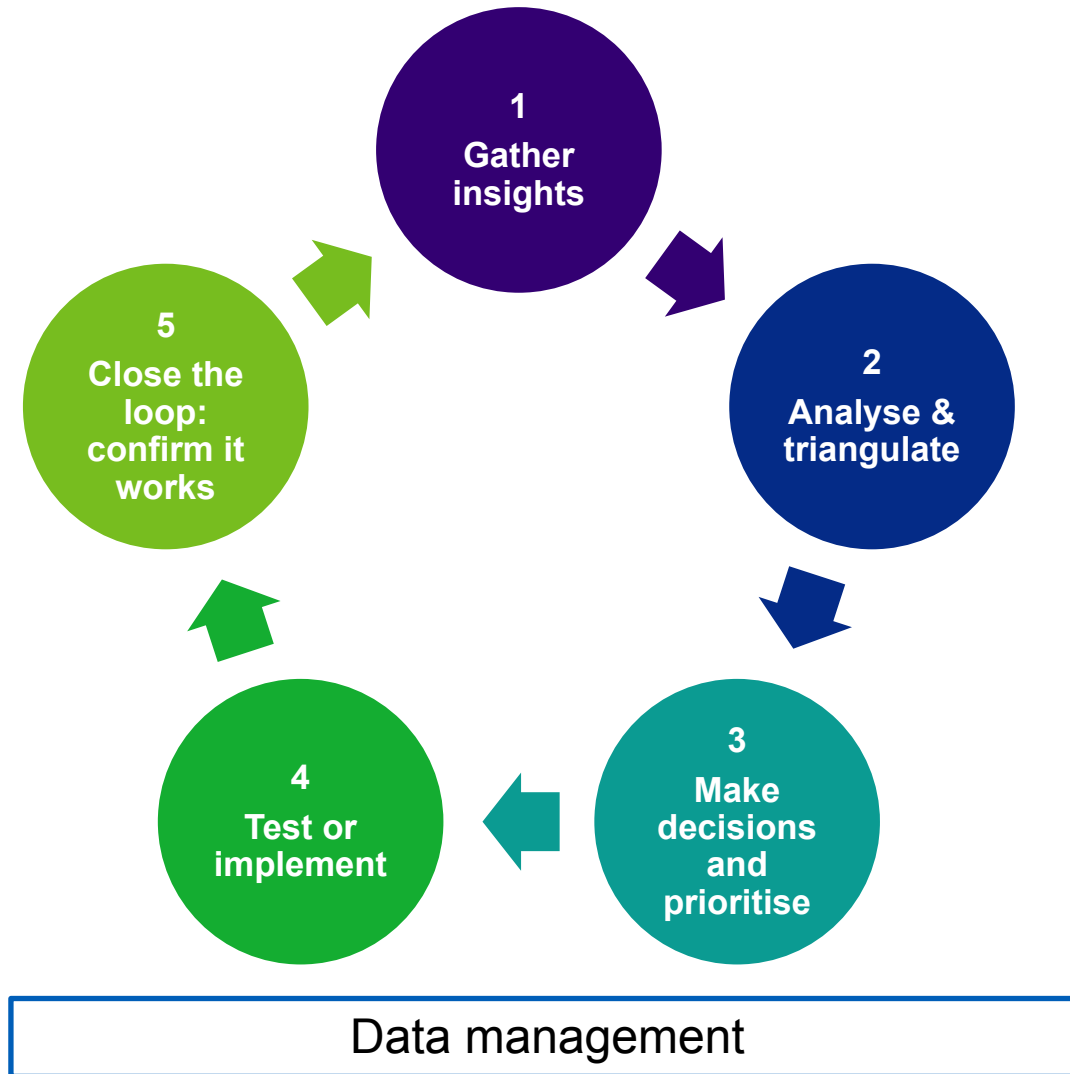 1
Gather
insights
2
Analyse &
triangulate
3
Make
decisions
and
prioritise
4
Test or
implement
5
Close the
loop:
confirm it
works
Data management